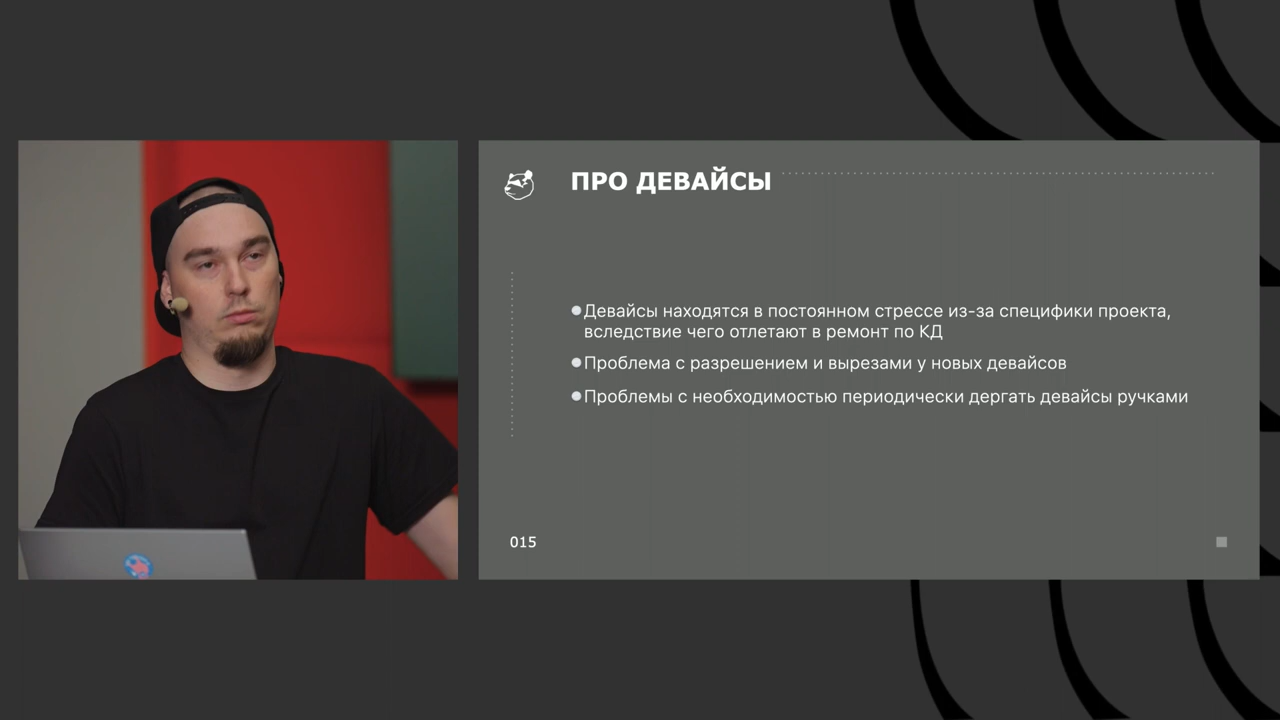 ПРО ДЕВАЙСЫ
Девайсы находятся в постоянном стрессе из-за специфики проекта,
вследствие чего отлетают в ремонт по КД
Проблема с разрешением и вырезами у новых девайсов
Проблемы с необходимостью периодически дергать девайсы ручками
015